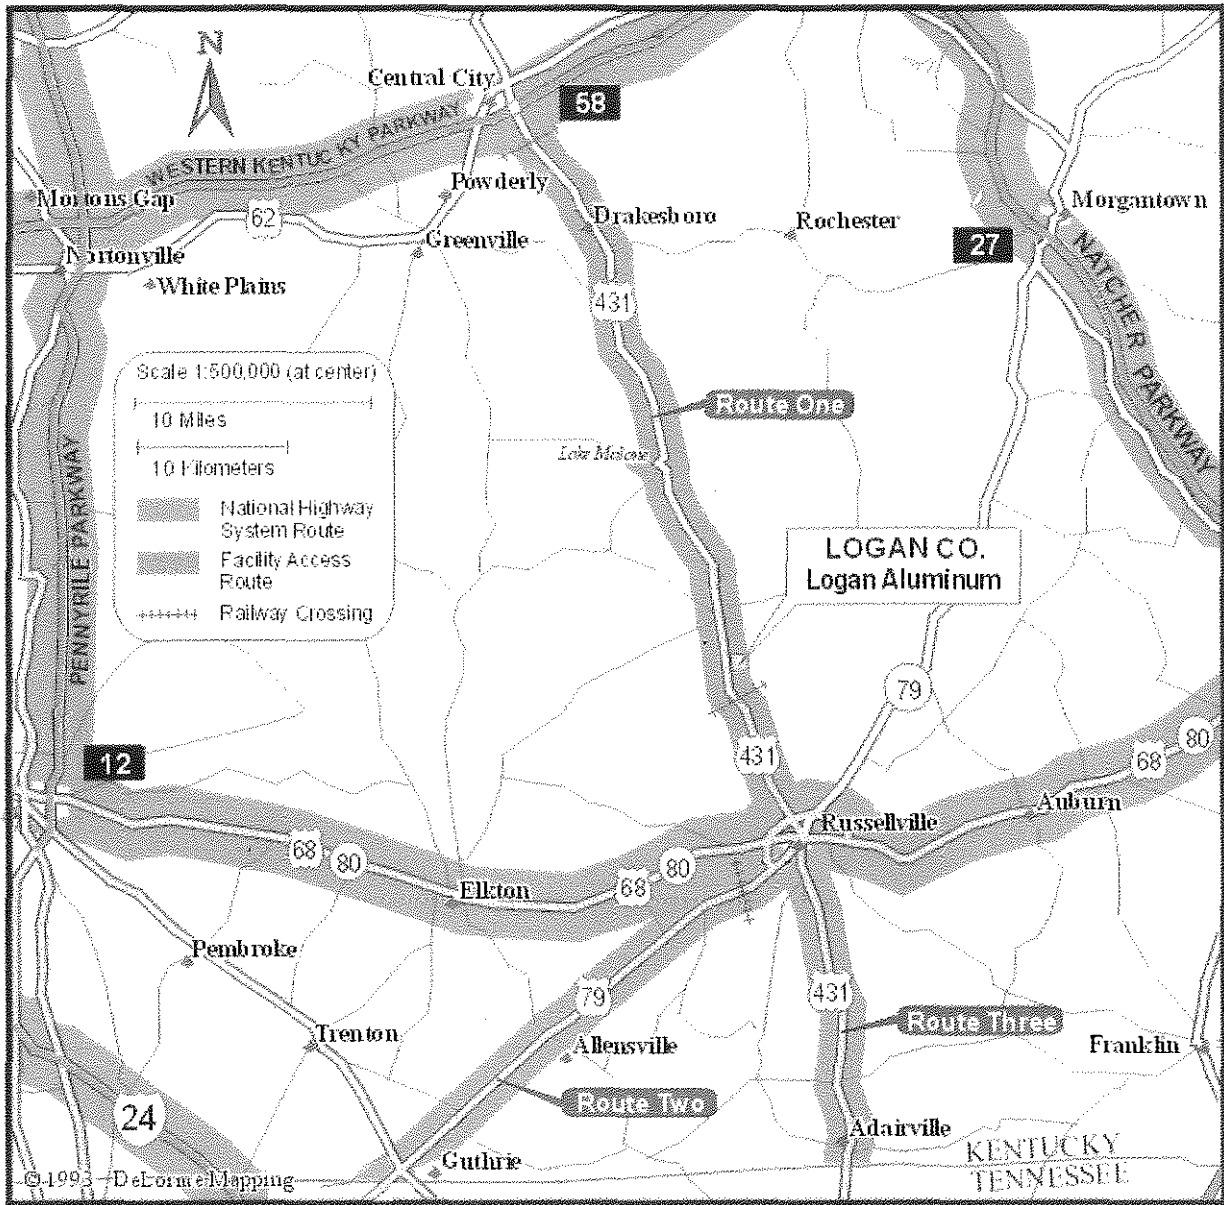 N
Central City
58
WESTERN KENTUCKY PARKWAY
Mortons Gap
Powderly
62
Drakesboro
Rochester
Morgantown
Nortonville
Greenville
27
White Plains
431
NATCHER PARKWAY
Scale 1:500,000 (at center)
10 Miles
10 Kilometers
National Highway
System Route
Facility Access
Route
Railway Crossing
Route One
Lake Malone
PENNYRILE PARKWAY
LOGAN CO.
Logan Aluminum
79
12
431
68
80
Auburn
Russellville
68
80
Elkton
68
80
Pembroke
79
431
Trenton
Allensville
Route Three
Franklin
24
Route Two
Adairville
Guthrie
KENTUCKY
TENNESSEE
©1993 DeLorme Mapping